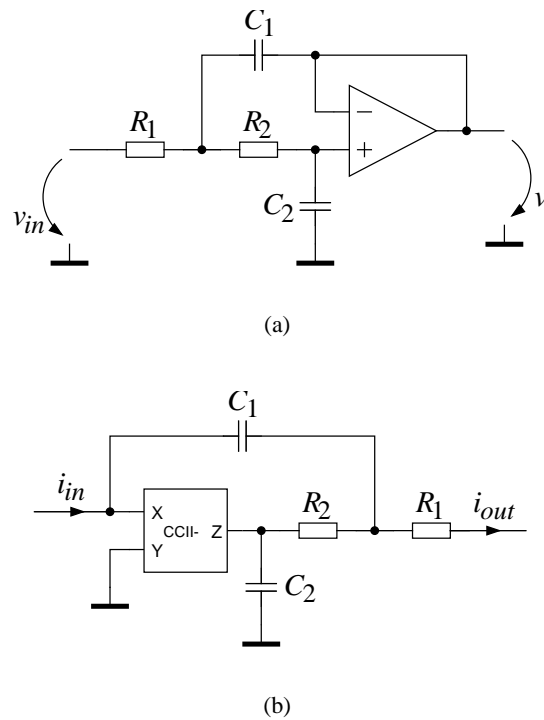 C1
R1
R2
−
+
C2
vin
v
(a)
C1
iin
X
Y
CCII-
Z
R2
R1
iout
C2
(b)